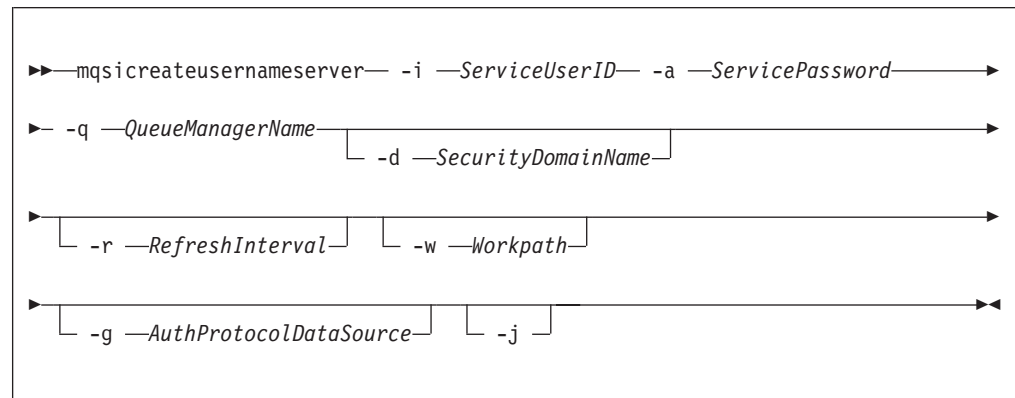 mqsicreateusernameserver -i ServiceUserID -a ServicePassword
-q QueueManagerName
-d SecurityDomainName
-r RefreshInterval -w Workpath
-g AuthProtocolDataSource -j